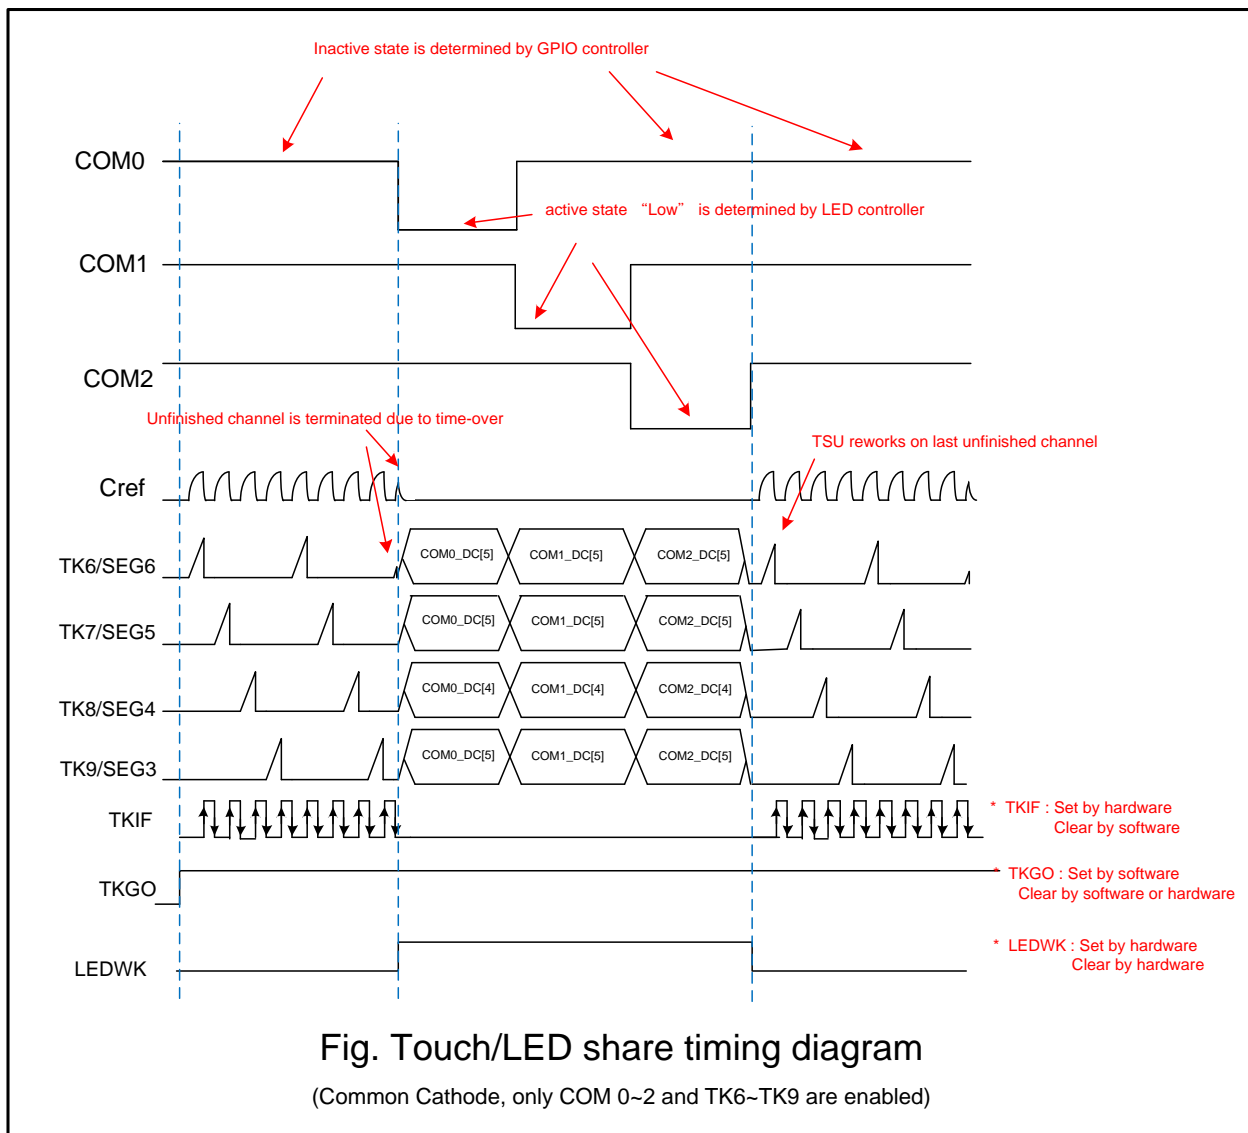 Inactive state is determined by GPIO controller
COM0
active state “Low” is determined by LED controller
COM1
COM2
Unfinished channel is terminated due to time-over
TSU reworks on last unfinished channel
Cref
TK6/SEG6 COM0_DC[5] COM1_DC[5] COM2_DC[5]
TK7/SEG5 COM0_DC[5] COM1_DC[5] COM2_DC[5]
TK8/SEG4 COM0_DC[4] COM1_DC[4] COM2_DC[4]
TK9/SEG3 COM0_DC[5] COM1_DC[5] COM2_DC[5]
TKIF
* TKIF : Set by hardware
Clear by software
TKGO
* TKGO : Set by software
Clear by software or hardware
LEDWK
* LEDWK : Set by hardware
Clear by hardware
Fig. Touch/LED share timing diagram
(Common Cathode, only COM 0~2 and TK6~TK9 are enabled)